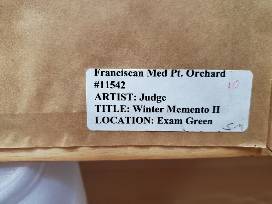 Franciscan Med Pt. Orchard
#11542
ARTIST: Judge
TITLE: Winter Memento II
LOCATION: Exam Green